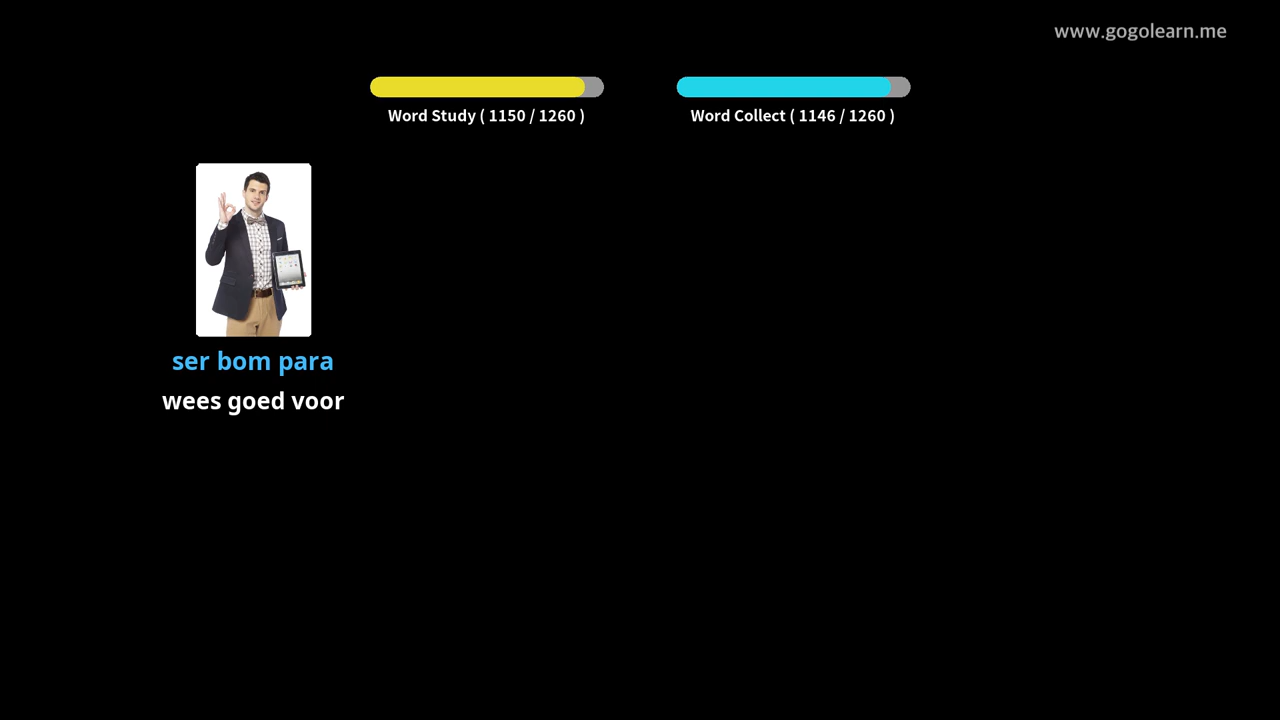 www.gogolearn.me
Word Study ( 1150 / 1260 )
Word Collect ( 1146 / 1260 )
ser bom para
wees goed voor